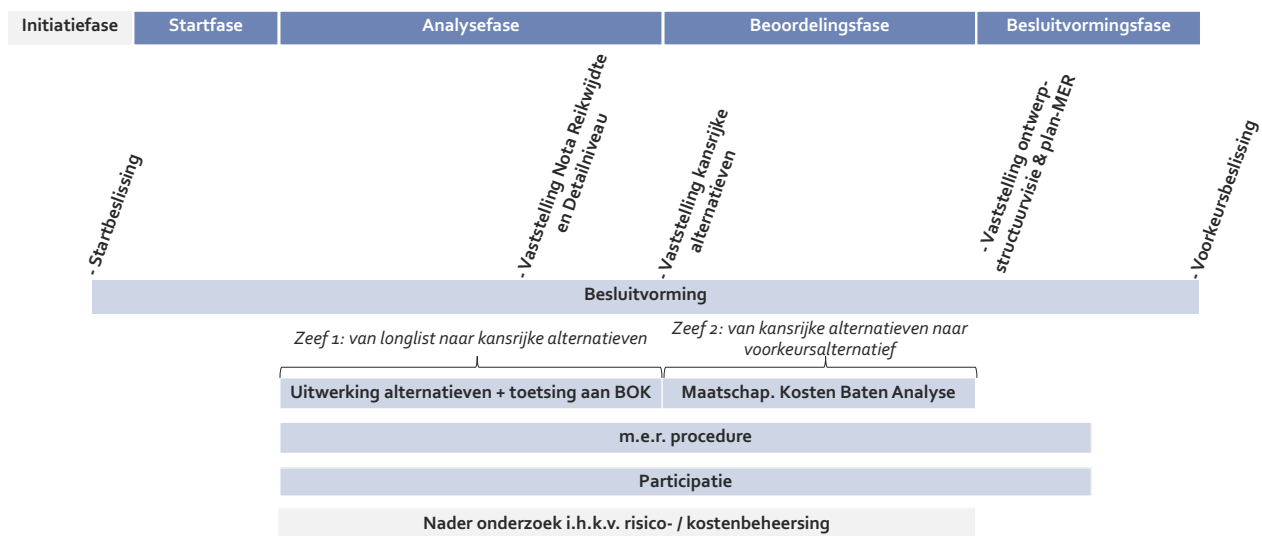 Initiatiefase
Startfase
Analysefase
Beoordelingsfase
Besluitvormingsfase
- Startbeslissing
- Vaststelling Nota Reikwijdte
en Detailniveau
- Vaststelling kansrijke
alternatieven
- Vaststelling ontwerp-
structuurvisie & plan-MER
- Voorkeursbeslissing
Besluitvorming
Zeef 1: van longlist naar kansrijke alternatieven
Zeef 2: van kansrijke alternatieven naar
voorkeursalternatief
Uitwerking alternatieven + toetsing aan BOK
Maatschap. Kosten Baten Analyse
m.e.r. procedure
Participatie
Nader onderzoek i.h.k.v. risico- / kostenbeheersing